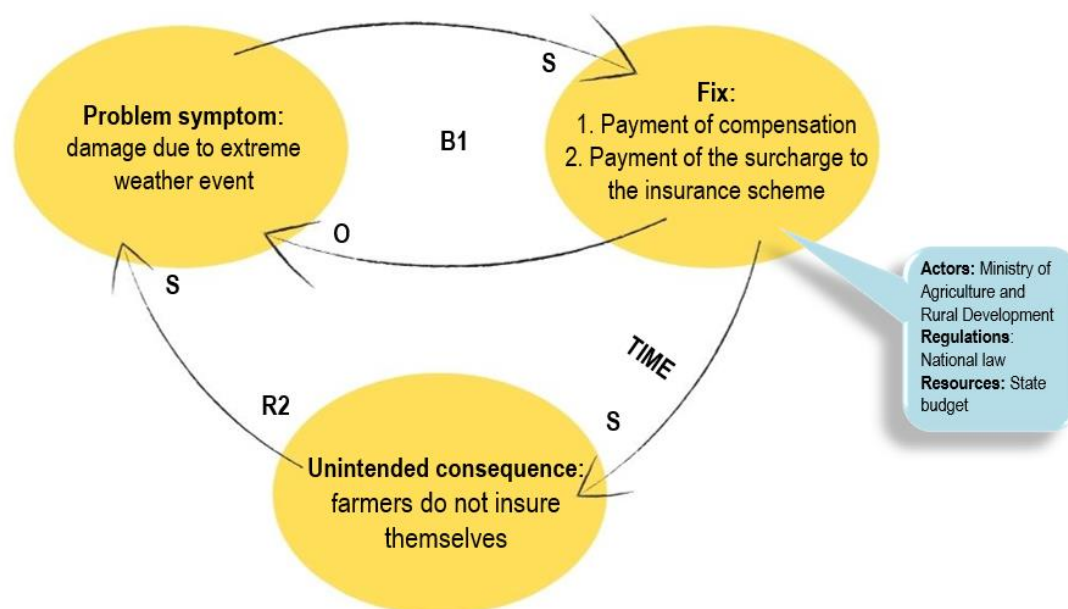 S
Problem symptom:
damage due to extreme
weather event
B1
Fix:
1. Payment of compensation
2. Payment of the surcharge to
the insurance scheme
O
S
Actors: Ministry of
Agriculture and
Rural Development
Regulations:
National law
Resources: State
budget
TIME
R2
S
Unintended consequence:
farmers do not insure
themselves